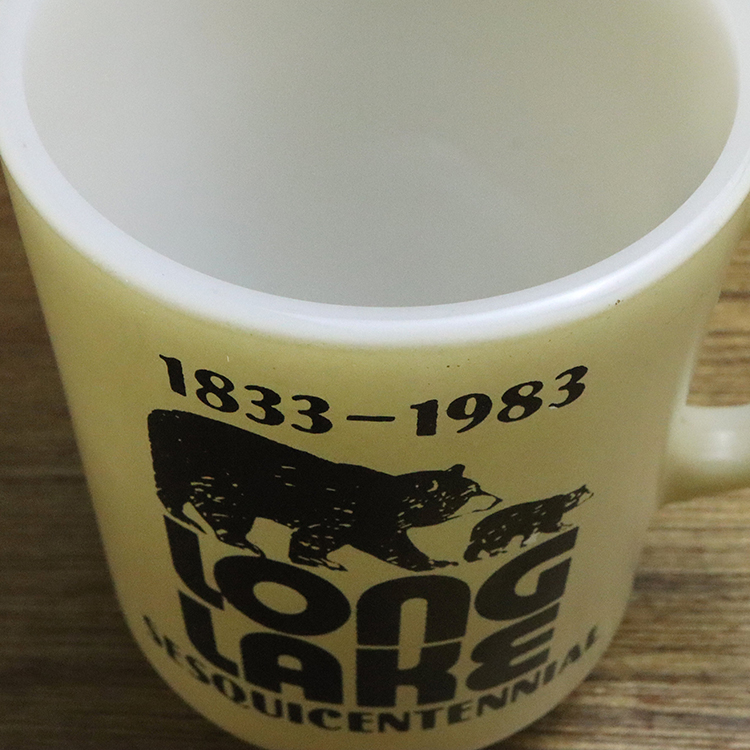 1833-1983
LONG
LAKE
SESQUICENTENNIAL